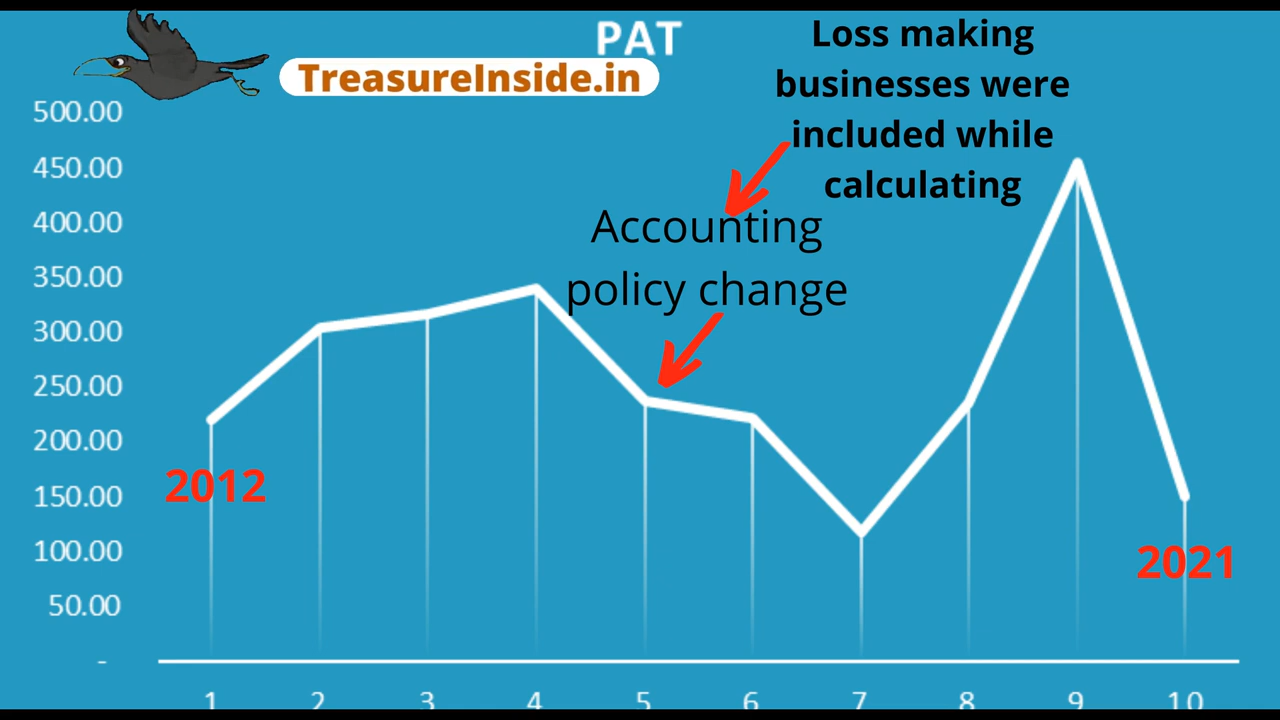 PAT
TreasureInside.in
Loss making
businesses were
included while
calculating
Accounting
policy change
500.00
450.00
400.00
350.00
300.00
250.00
200.00
150.00
100.00
50.00
-
2012
2021
1 2 3 4 5 6 7 8 9 10